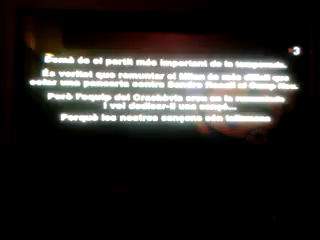 Demà és el partit més important de la temporada.
És veritat que remuntar el Milan és més difícil que
una pancarta contra Sandro Rosell al Camp Nou.
Però l'equip del Crackòvia creu en la remuntada
i vol dedicar-li una cançó...
Perquè les nostres cançons són talismans
3